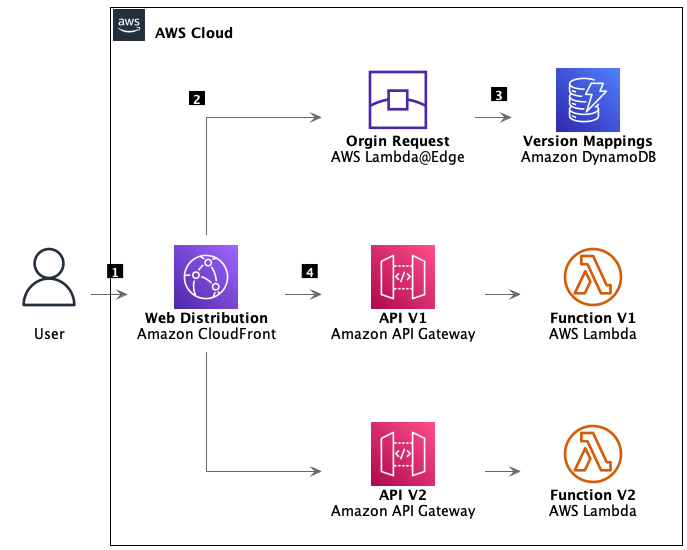 aws
AWS Cloud
2
3
Orgin Request
AWS Lambda@Edge
Version Mappings
Amazon DynamoDB
1
4
User
Web Distribution
Amazon CloudFront
</>
API V1
Amazon API Gateway
Function V1
AWS Lambda
</>
API V2
Amazon API Gateway
Function V2
AWS Lambda